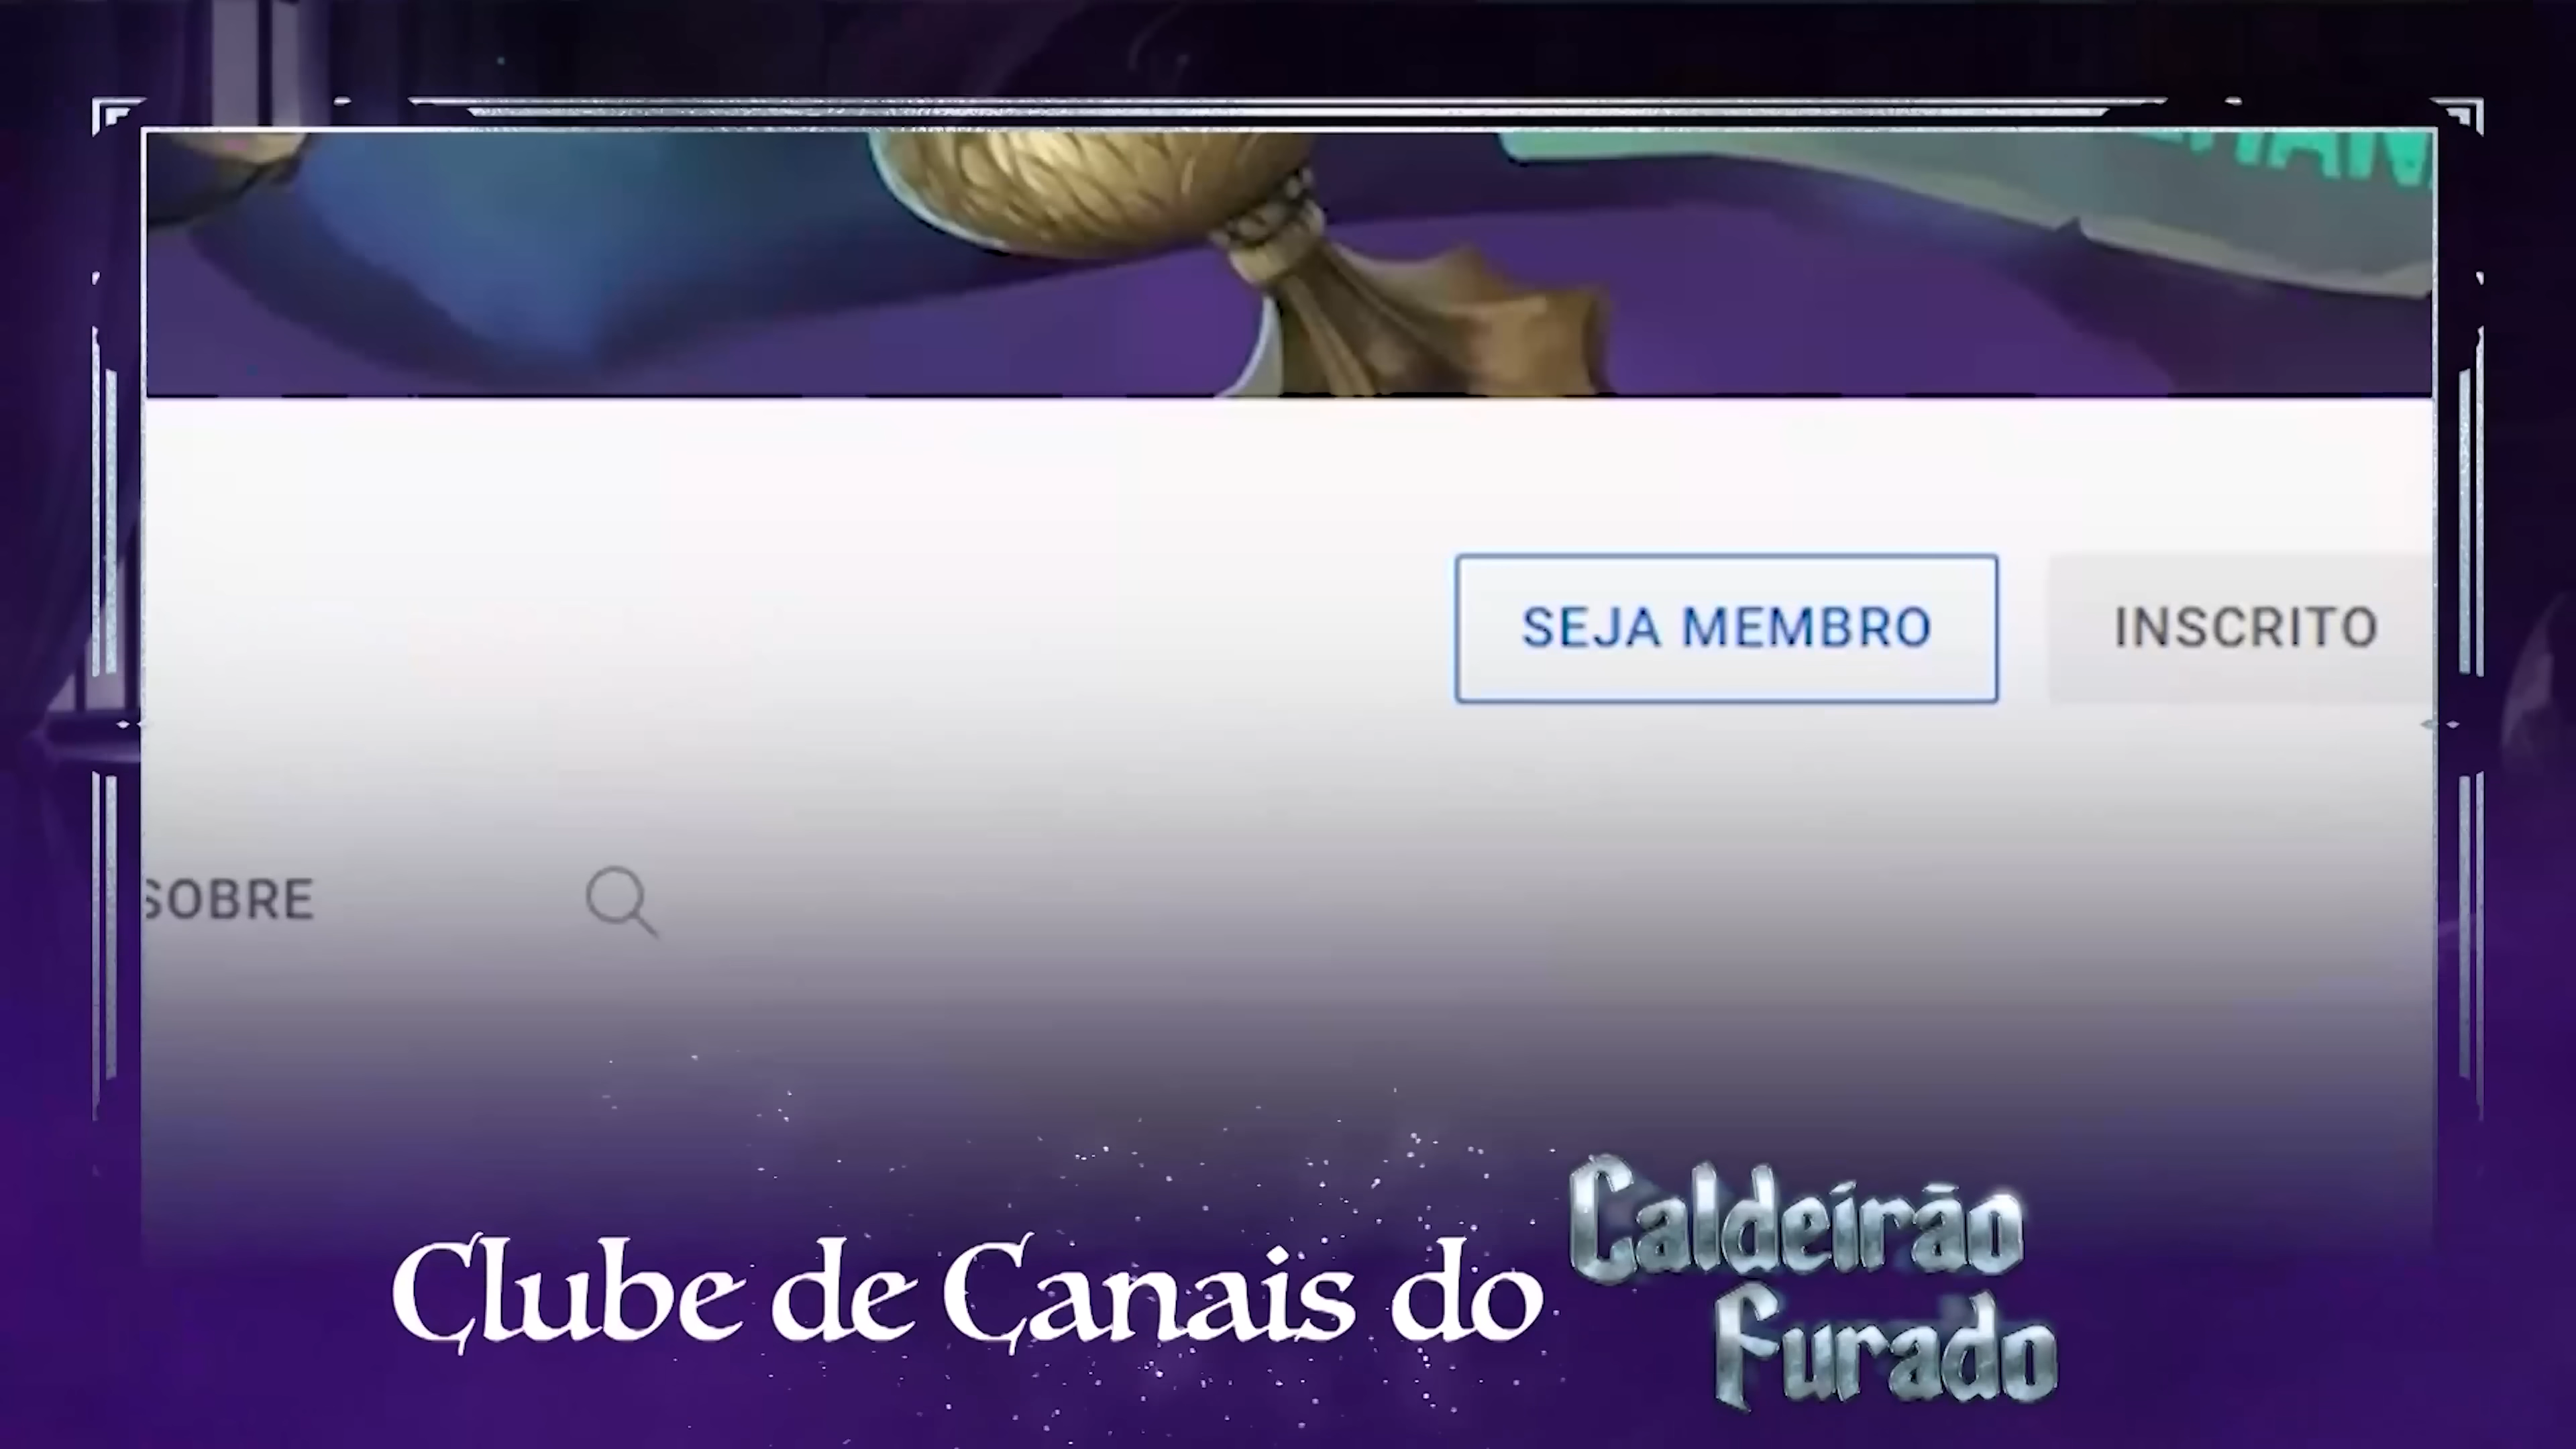 SEJA MEMBRO
INSCRITO
SOBRE
Clube de Canais do
Caldeirão
Furado